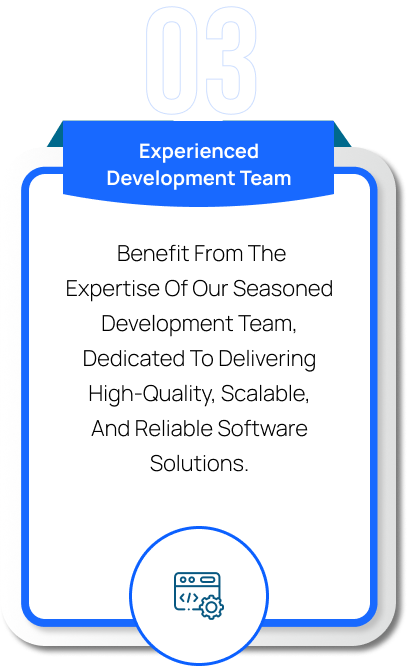 03
Experienced
Development Team
Benefit From The
Expertise Of Our Seasoned
Development Team,
Dedicated To Delivering
High-Quality, Scalable,
And Reliable Software
Solutions.